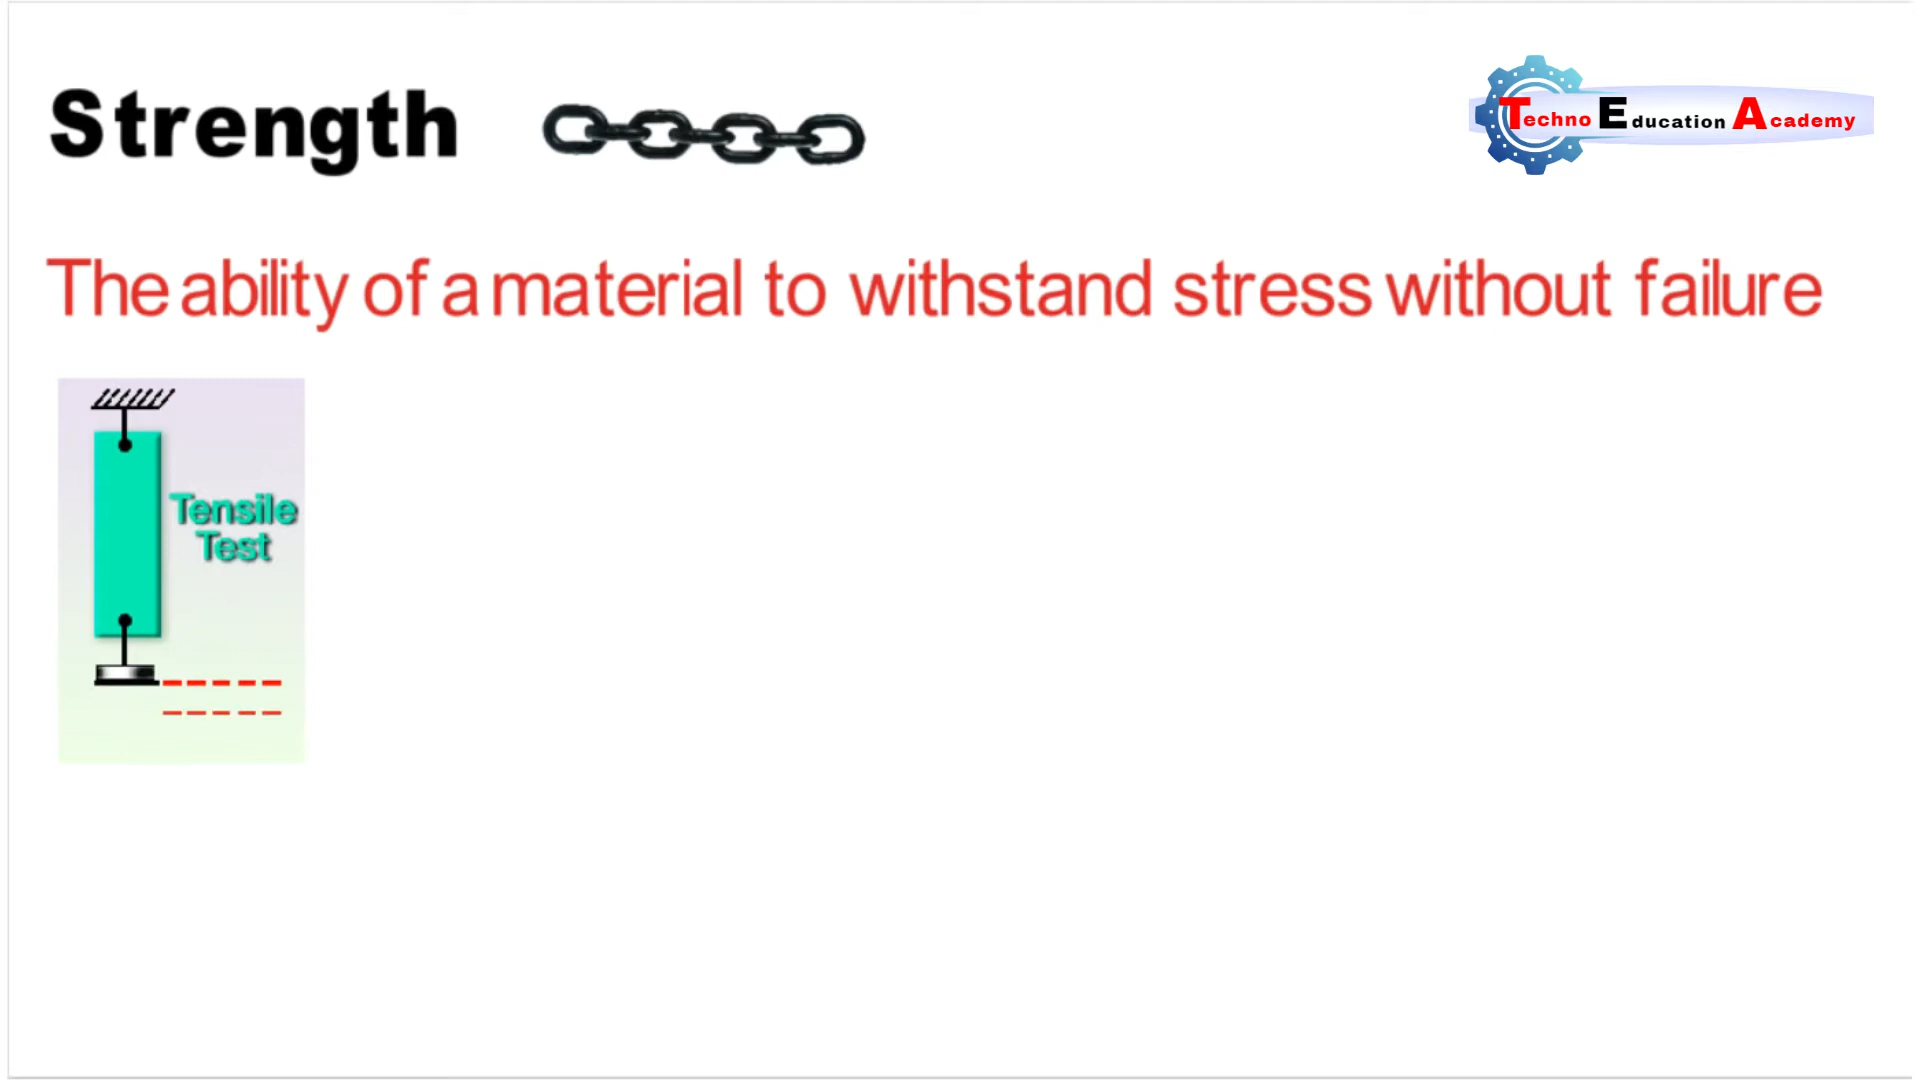 Strength
Techno Education Academy
The ability of a material to withstand stress without failure
Tensile
Test